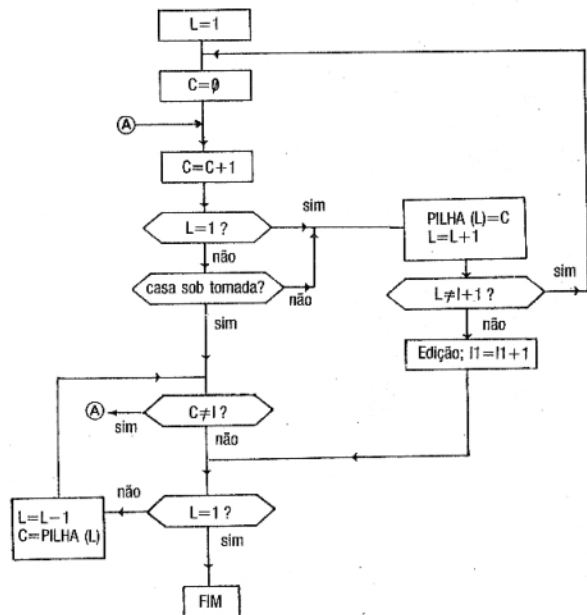 L=1
C=0
A
C=C+1
L=1 ?
sim
não
casa sob tomada?
não
sim
PILHA (L)=C
L=L+1
L≠I+1 ?
sim
não
Edição; I1=I1+1
A
sim
C≠I ?
não
não
L=L−1
C=PILHA (L)
L=1 ?
sim
FIM